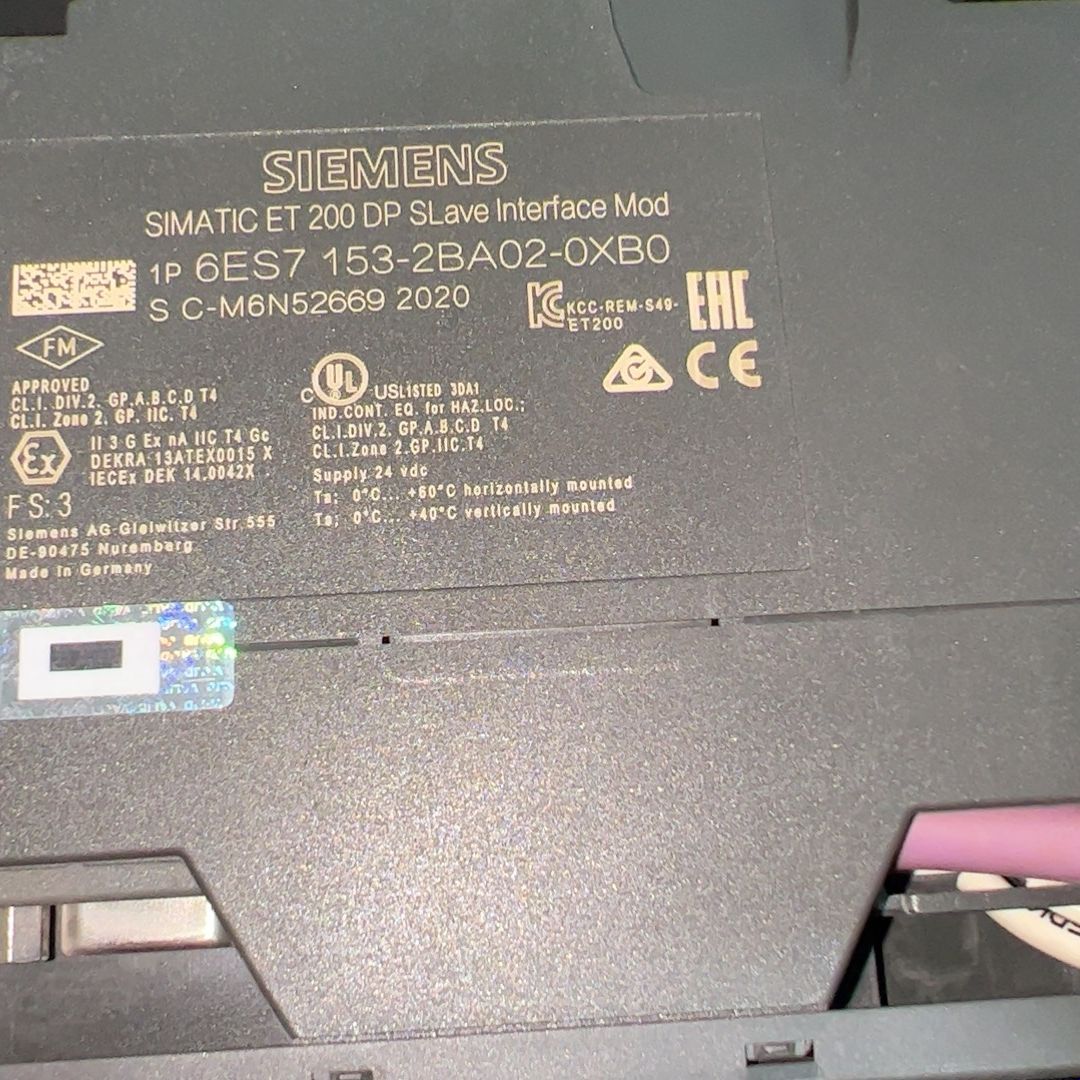 SIEMENS
SIMATIC ET 200 DP SLave Interface Mod
1P 6ES7 153-2BA02-0XB0
S C-M6N52669 2020
KCC-REM-S49-
ET200
EAC
FM
APPROVED
CL.I. DIV.2, GP.A.B.C.D T4
CL.I. Zone 2, GP. IIC. T4
Ex
II 3 G Ex nA IIC T4 Gc
DEKRA 13ATEX0015 X
IECEx DEK 14.0042X
FS: 3
Siemens AG Gleiwitzer Str.555
DE-90475 Nuremberg
Made in Germany
C UL US LISTED 3DA1
IND.CONT. EQ. for HAZ.LOC.;
CL.I.DIV.2, GP.A.B.C.D T4
CL.I.Zone 2.GP.IIC.T4
Supply 24 vdc
Ta: 0°C... +60°C horizontally mounted
Ta: 0°C... +40°C vertically mounted
CE